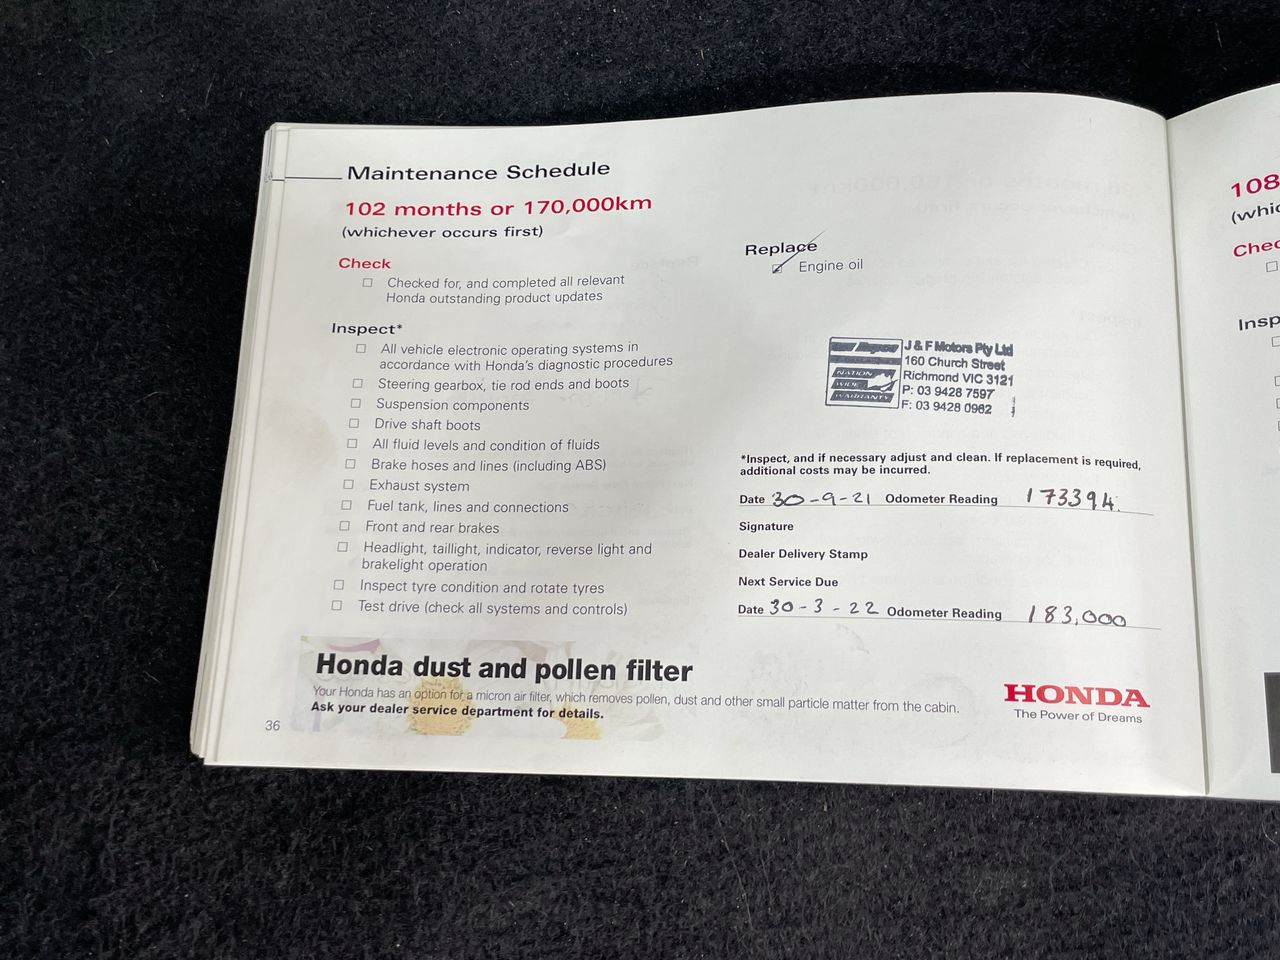 Maintenance Schedule
102 months or 170,000km
(whichever occurs first)
Check
Checked for, and completed all relevant
Honda outstanding product updates
Inspect*
All vehicle electronic operating systems in
accordance with Honda's diagnostic procedures
Steering gearbox, tie rod ends and boots
Suspension components
Drive shaft boots
All fluid levels and condition of fluids
Brake hoses and lines (including ABS)
Exhaust system
Fuel tank, lines and connections
Front and rear brakes
Headlight, taillight, indicator, reverse light and
brakelight operation
Inspect tyre condition and rotate tyres
Test drive (check all systems and controls)
Replace
Engine oil
NATION
WIDE
WARRANTY
J & F Motors Pty Ltd
160 Church Street
Richmond VIC 3121
P: 03 9428 7597
F: 03 9428 0962
*Inspect, and if necessary adjust and clean. If replacement is required,
additional costs may be incurred.
Date 30-9-21 Odometer Reading 173394.
Signature
Dealer Delivery Stamp
Next Service Due
Date 30-3-22 Odometer Reading 183,000
Honda dust and pollen filter
Your Honda has an option for a micron air filter, which removes pollen, dust and other small particle matter from the cabin.
Ask your dealer service department for details.
HONDA
The Power of Dreams
36
108
(whic
Chec
Insp